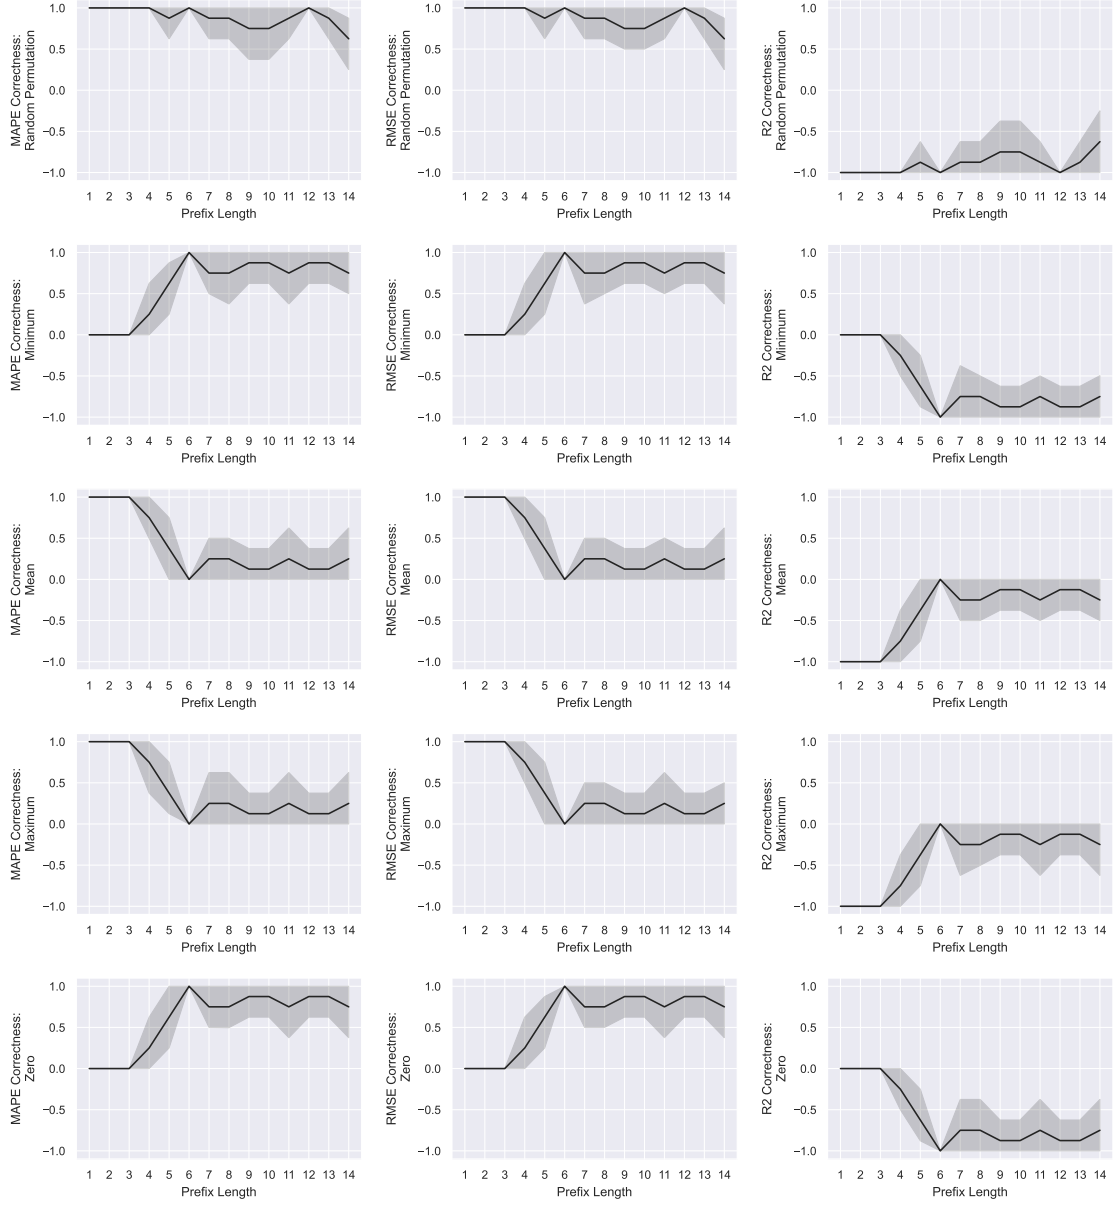 MAPE Correctness:
Random Permutation
1.0
0.5
0.0
−0.5
−1.0
1 2 3 4 5 6 7 8 9 10 11 12 13 14
Prefix Length
RMSE Correctness:
Random Permutation
1.0
0.5
0.0
−0.5
−1.0
1 2 3 4 5 6 7 8 9 10 11 12 13 14
Prefix Length
R2 Correctness:
Random Permutation
1.0
0.5
0.0
−0.5
−1.0
1 2 3 4 5 6 7 8 9 10 11 12 13 14
Prefix Length
MAPE Correctness:
Minimum
1.0
0.5
0.0
−0.5
−1.0
1 2 3 4 5 6 7 8 9 10 11 12 13 14
Prefix Length
RMSE Correctness:
Minimum
1.0
0.5
0.0
−0.5
−1.0
1 2 3 4 5 6 7 8 9 10 11 12 13 14
Prefix Length
R2 Correctness:
Minimum
1.0
0.5
0.0
−0.5
−1.0
1 2 3 4 5 6 7 8 9 10 11 12 13 14
Prefix Length
MAPE Correctness:
Mean
1.0
0.5
0.0
−0.5
−1.0
1 2 3 4 5 6 7 8 9 10 11 12 13 14
Prefix Length
RMSE Correctness:
Mean
1.0
0.5
0.0
−0.5
−1.0
1 2 3 4 5 6 7 8 9 10 11 12 13 14
Prefix Length
R2 Correctness:
Mean
1.0
0.5
0.0
−0.5
−1.0
1 2 3 4 5 6 7 8 9 10 11 12 13 14
Prefix Length
MAPE Correctness:
Maximum
1.0
0.5
0.0
−0.5
−1.0
1 2 3 4 5 6 7 8 9 10 11 12 13 14
Prefix Length
RMSE Correctness:
Maximum
1.0
0.5
0.0
−0.5
−1.0
1 2 3 4 5 6 7 8 9 10 11 12 13 14
Prefix Length
R2 Correctness:
Maximum
1.0
0.5
0.0
−0.5
−1.0
1 2 3 4 5 6 7 8 9 10 11 12 13 14
Prefix Length
MAPE Correctness:
Zero
1.0
0.5
0.0
−0.5
−1.0
1 2 3 4 5 6 7 8 9 10 11 12 13 14
Prefix Length
RMSE Correctness:
Zero
1.0
0.5
0.0
−0.5
−1.0
1 2 3 4 5 6 7 8 9 10 11 12 13 14
Prefix Length
R2 Correctness:
Zero
1.0
0.5
0.0
−0.5
−1.0
1 2 3 4 5 6 7 8 9 10 11 12 13 14
Prefix Length